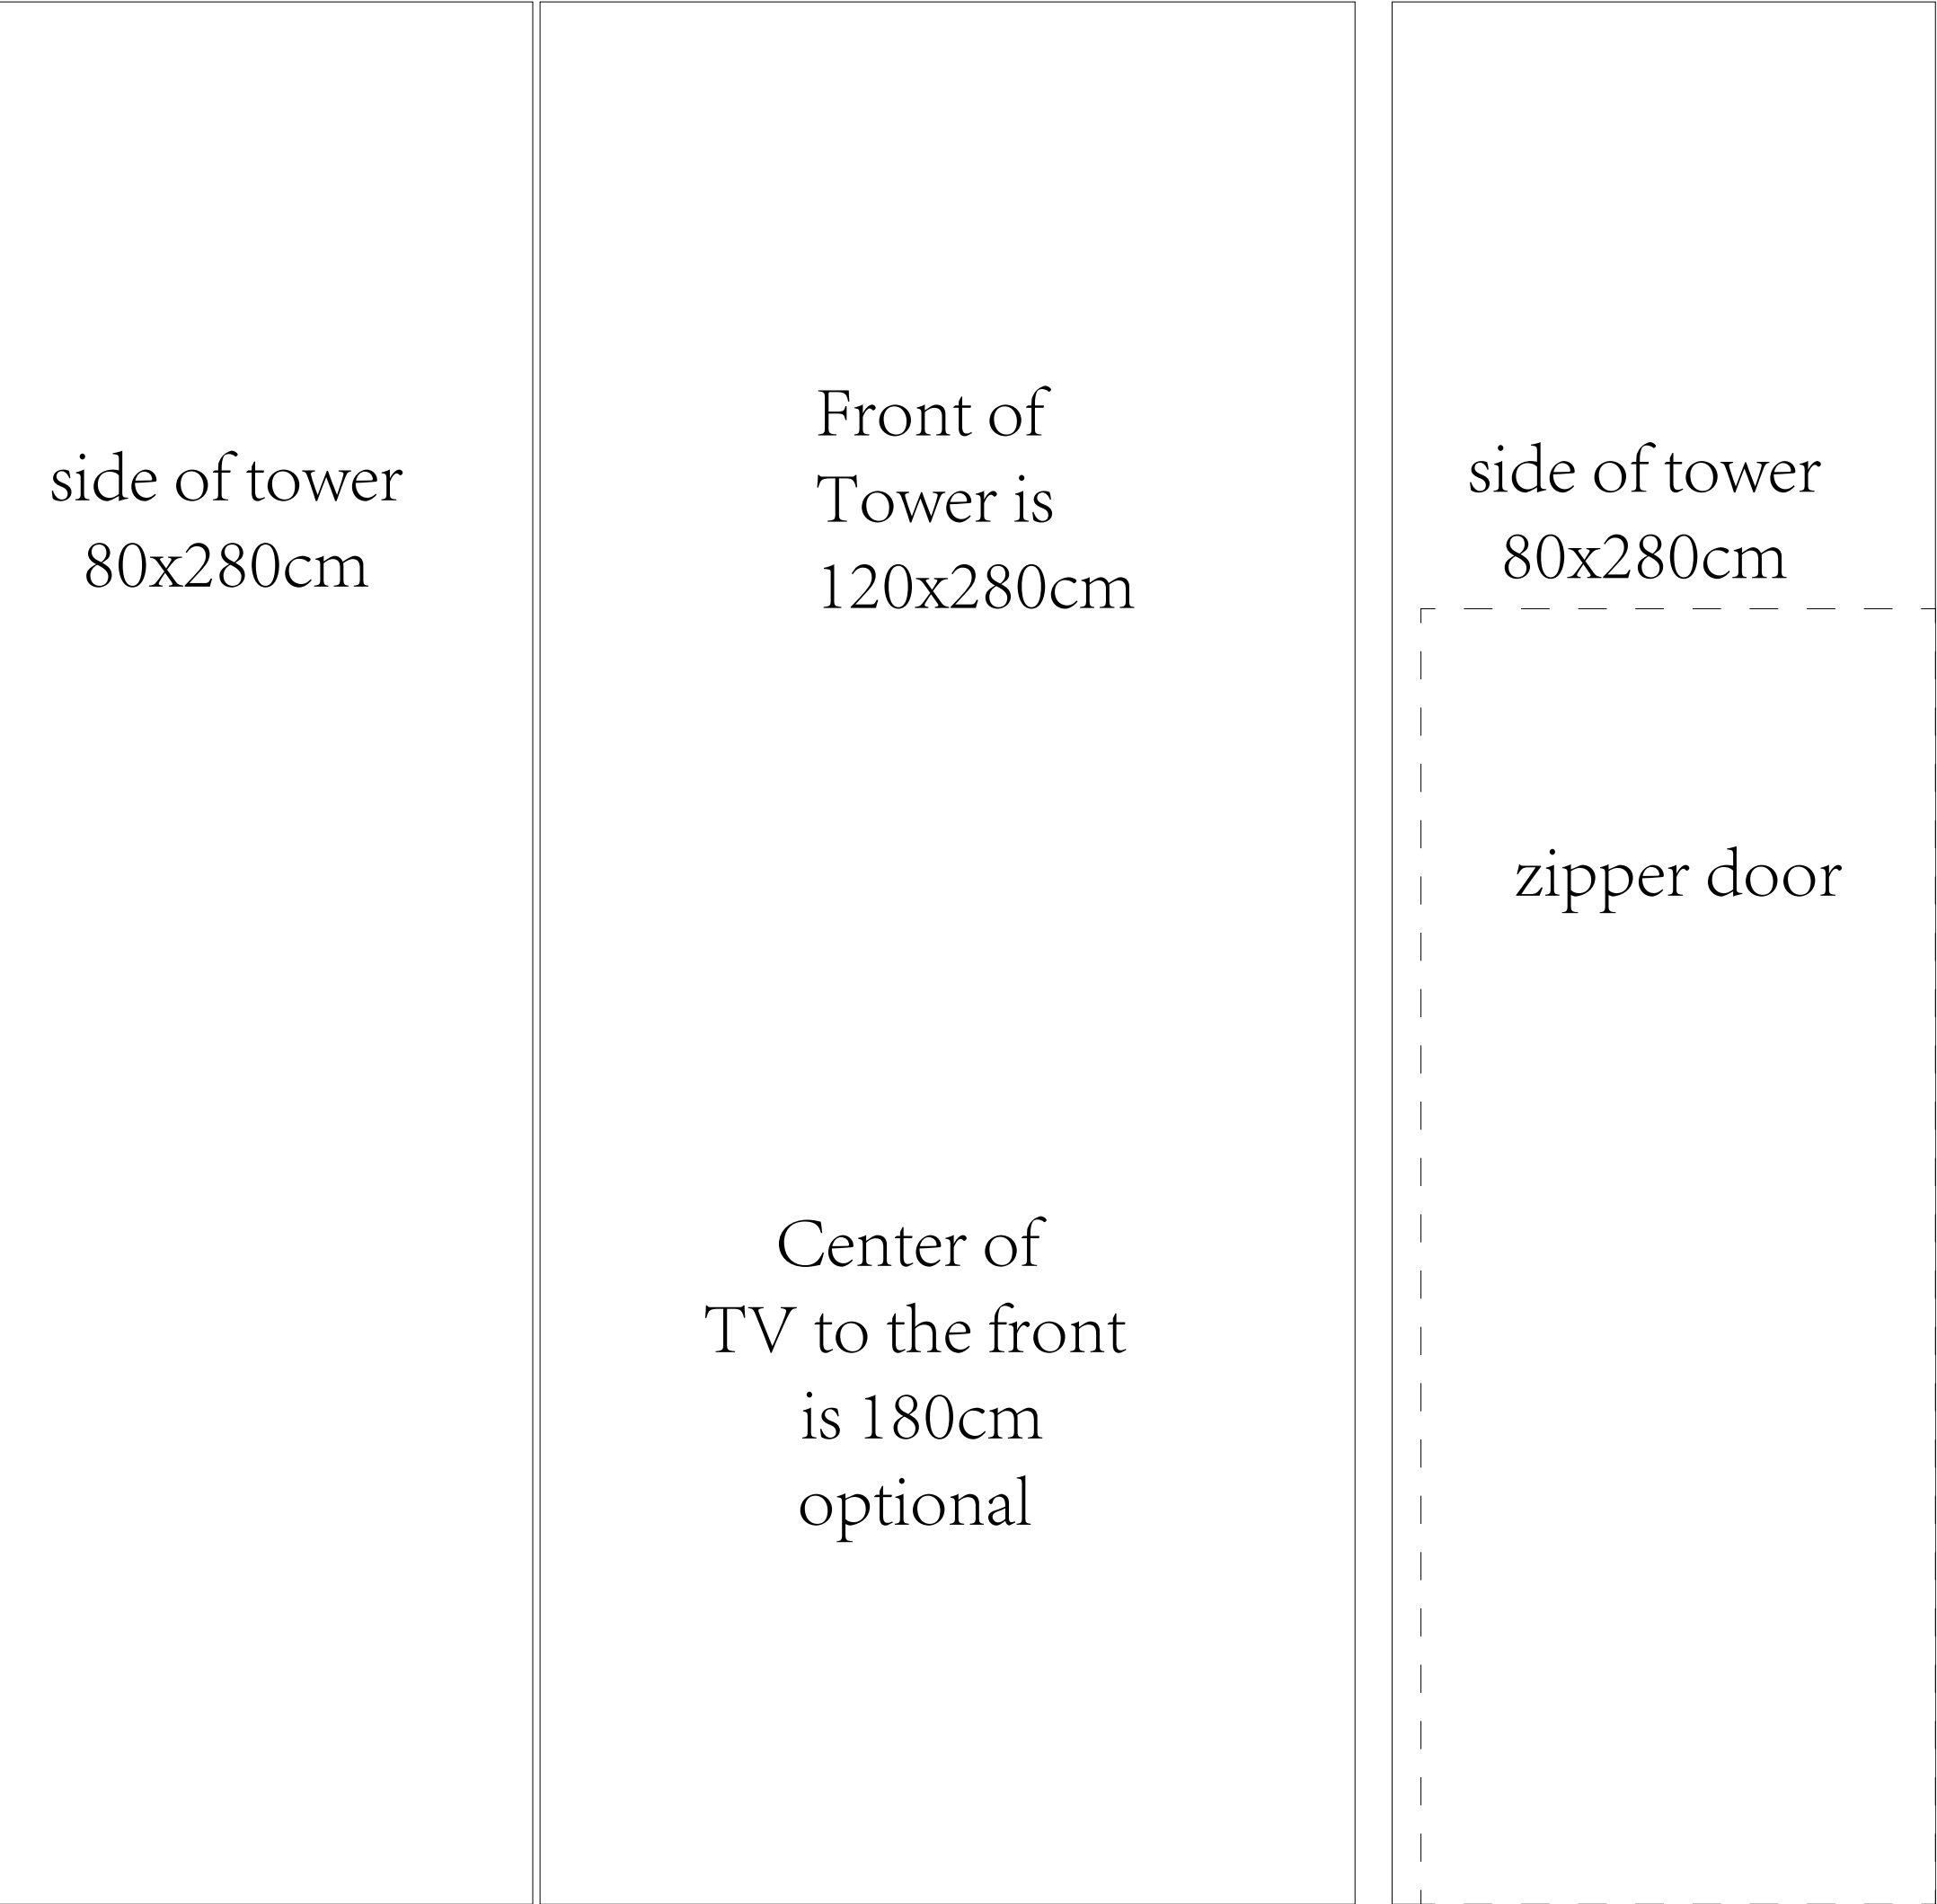 side of tower
80x280cm
Front of
Tower is
120x280cm
Center of
TV to the front
is 180cm
optional
side of tower
80x280cm
zipper door